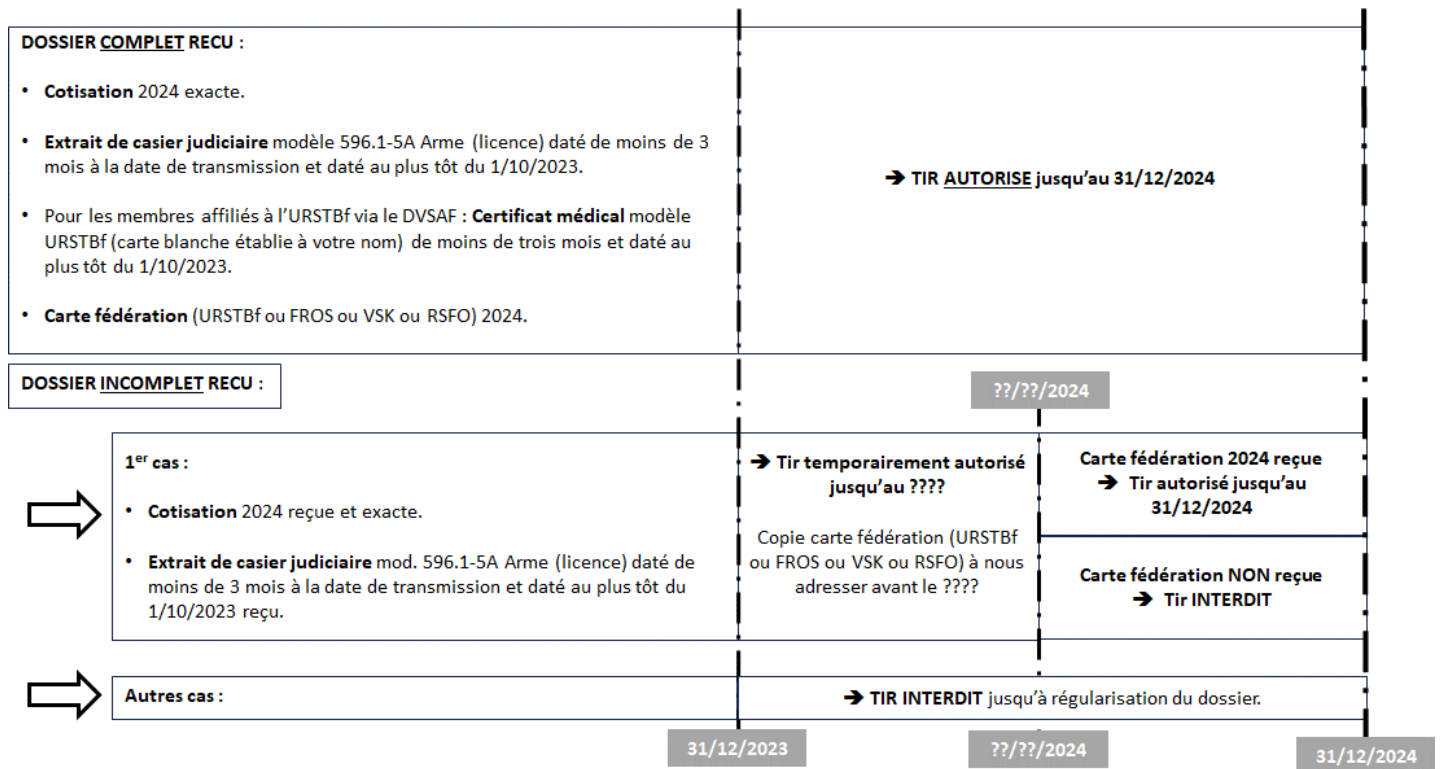 DOSSIER COMPLET RECU :
• Cotisation 2024 exacte.
• Extrait de casier judiciaire modèle 596.1-5A Arme (licence) daté de moins de 3
mois à la date de transmission et daté au plus tôt du 1/10/2023.
• Pour les membres affiliés à l'URSTBf via le DVSAF : Certificat médical modèle
URSTBf (carte blanche établie à votre nom) de moins de trois mois et daté au
plus tôt du 1/10/2023.
• Carte fédération (URSTBf ou FROS ou VSK ou RSFO) 2024.
➔ TIR AUTORISE jusqu'au 31/12/2024
DOSSIER INCOMPLET RECU :
??/??/2024
1er cas :
• Cotisation 2024 reçue et exacte.
• Extrait de casier judiciaire mod. 596.1-5A Arme (licence) daté de
moins de 3 mois à la date de transmission et daté au plus tôt du
1/10/2023 reçu.
➔ Tir temporairement autorisé
jusqu'au ????
Copie carte fédération (URSTBf
ou FROS ou VSK ou RSFO) à nous
adresser avant le ????
Carte fédération 2024 reçue
➔ Tir autorisé jusqu'au
31/12/2024
Carte fédération NON reçue
➔ Tir INTERDIT
Autres cas :
➔ TIR INTERDIT jusqu'à régularisation du dossier.
31/12/2023
??/??/2024
31/12/2024